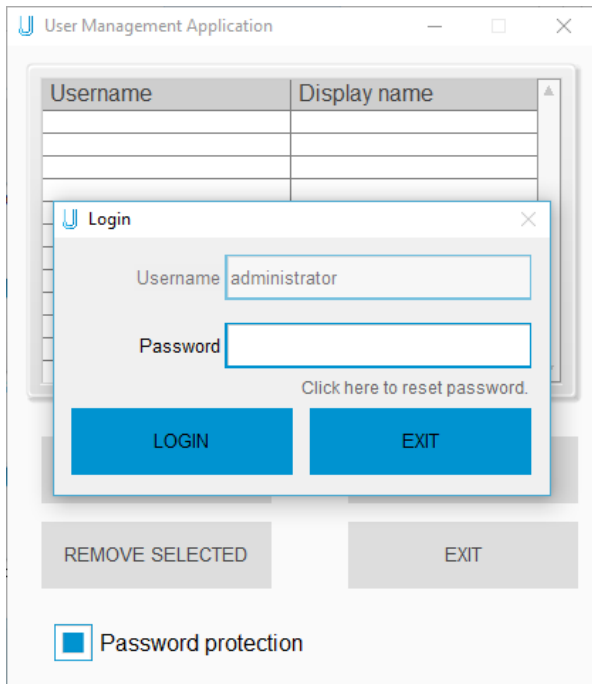 User Management Application
Username Display name
Login
Username administrator
Password
Click here to reset password.
LOGIN EXIT
REMOVE SELECTED EXIT
Password protection